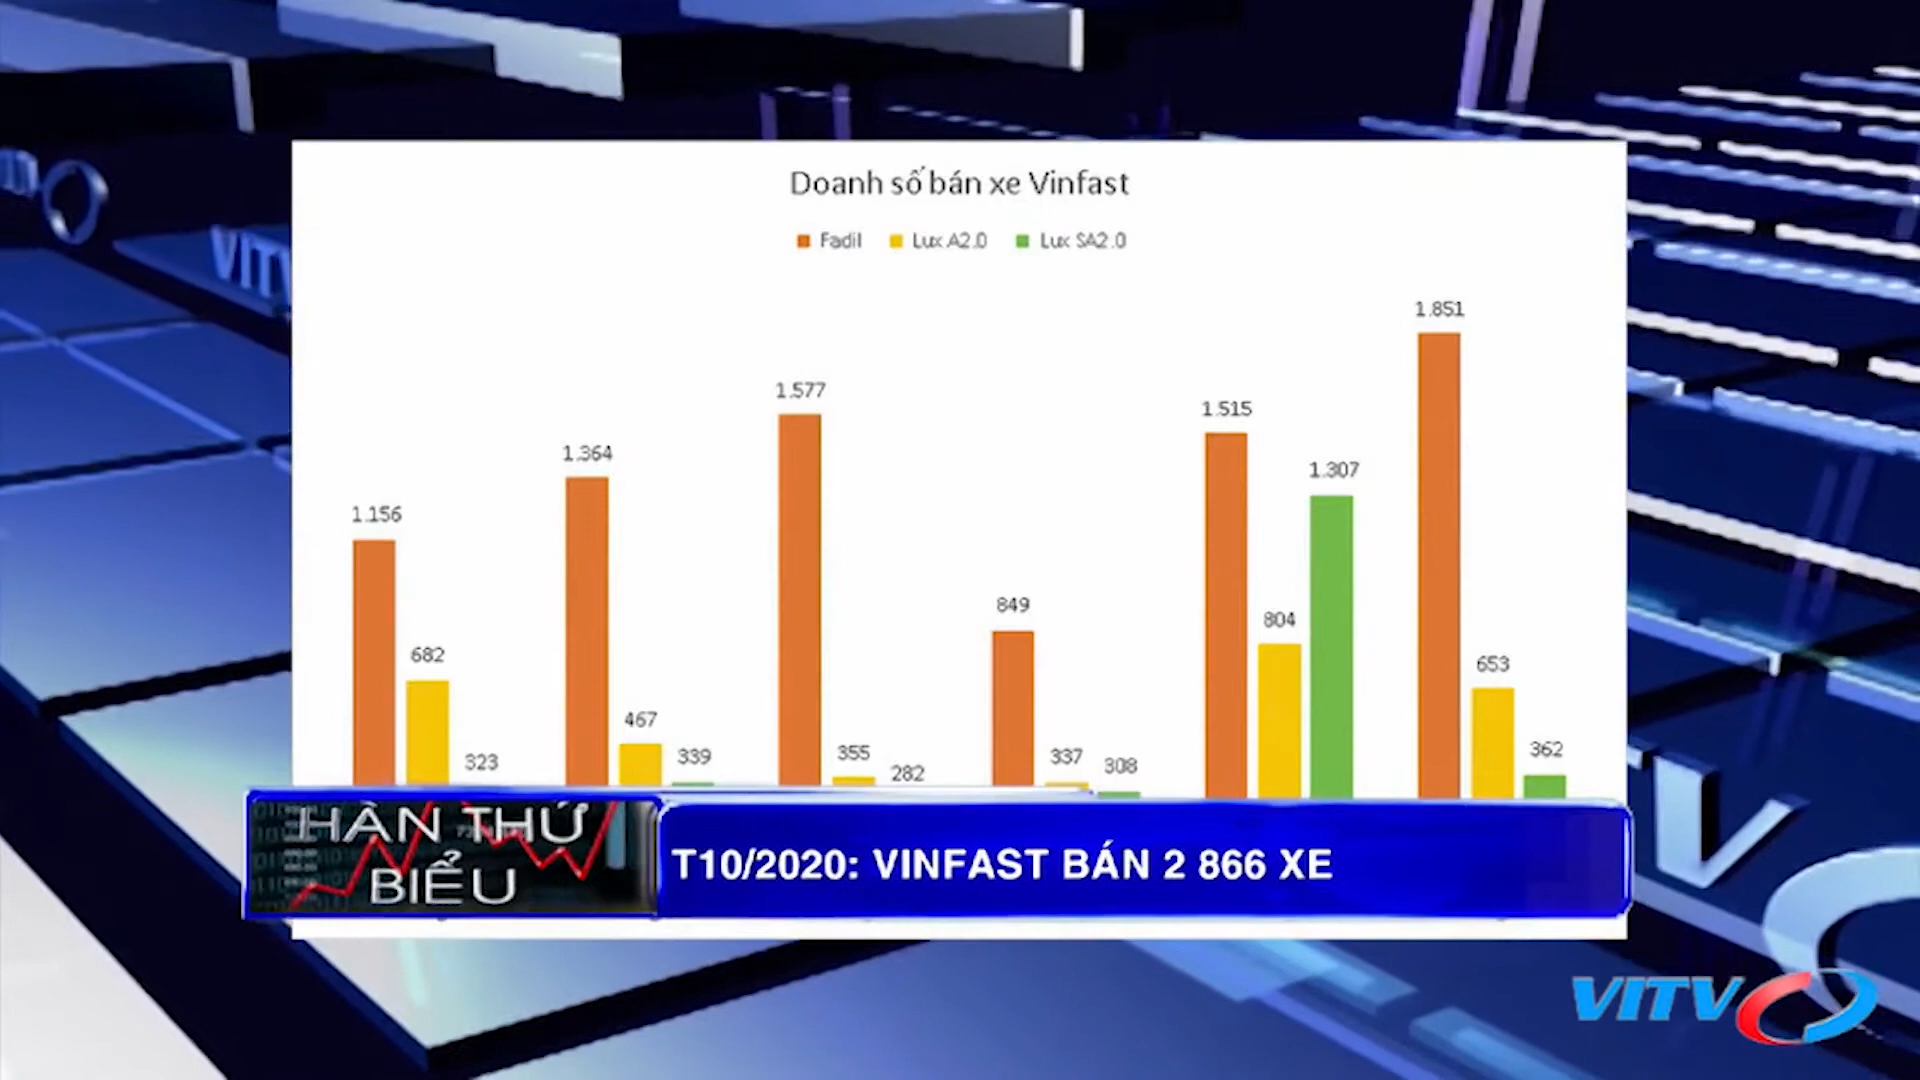 Doanh số bán xe Vinfast
Fadil Lux A2.0 Lux SA2.0
1.156
682
323
1.364
467
339
1.577
355
282
849
337
308
1.515
804
1.307
1.851
653
362
HÀN THỬ
BIỂU
T10/2020: VINFAST BÁN 2 866 XE
VITV
VITV